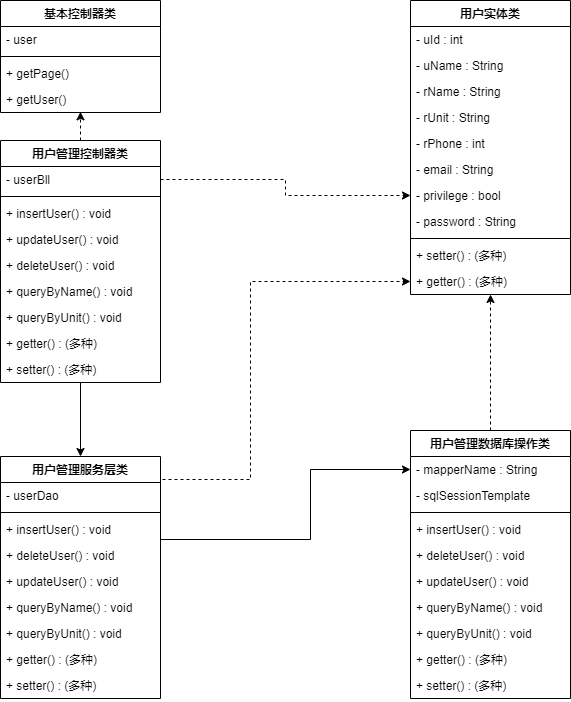 基本控制器类
- user
+ getPage()
+ getUser()
用户管理控制器类
- userBll
+ insertUser() : void
+ updateUser() : void
+ deleteUser() : void
+ queryByName() : void
+ queryByUnit() : void
+ getter() : (多种)
+ setter() : (多种)
用户管理服务层类
- userDao
+ insertUser() : void
+ deleteUser() : void
+ updateUser() : void
+ queryByName() : void
+ queryByUnit() : void
+ getter() : (多种)
+ setter() : (多种)
用户实体类
- uId : int
- uName : String
- rName : String
- rUnit : String
- rPhone : int
- email : String
- privilege : bool
- password : String
+ setter() : (多种)
+ getter() : (多种)
用户管理数据库操作类
- mapperName : String
- sqlSessionTemplate
+ insertUser() : void
+ deleteUser() : void
+ updateUser() : void
+ queryByName() : void
+ queryByUnit() : void
+ getter() : (多种)
+ setter() : (多种)